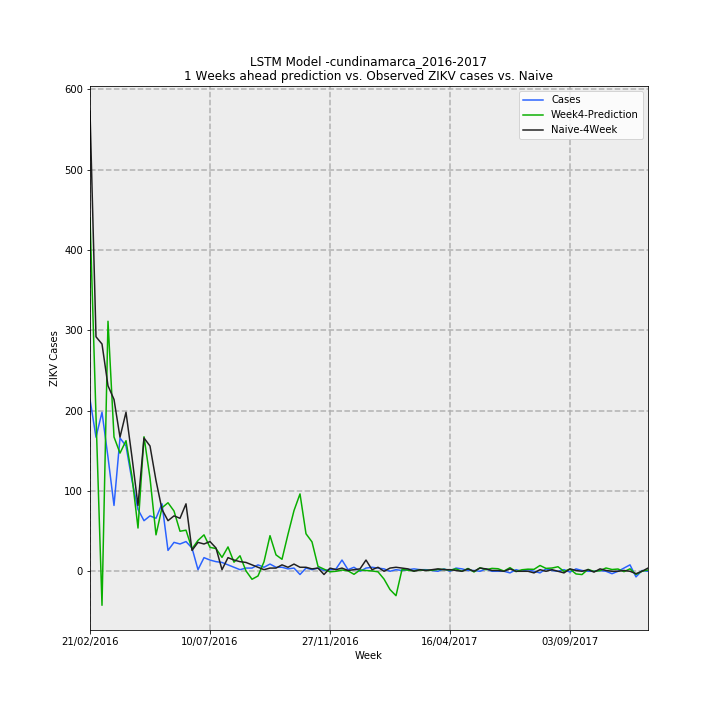 LSTM Model -cundinamarca_2016-2017
1 Weeks ahead prediction vs. Observed ZIKV cases vs. Naive
Cases
Week4-Prediction
Naive-4Week
ZIKV Cases
600
500
400
300
200
100
0
21/02/2016
10/07/2016
27/11/2016
16/04/2017
03/09/2017
Week